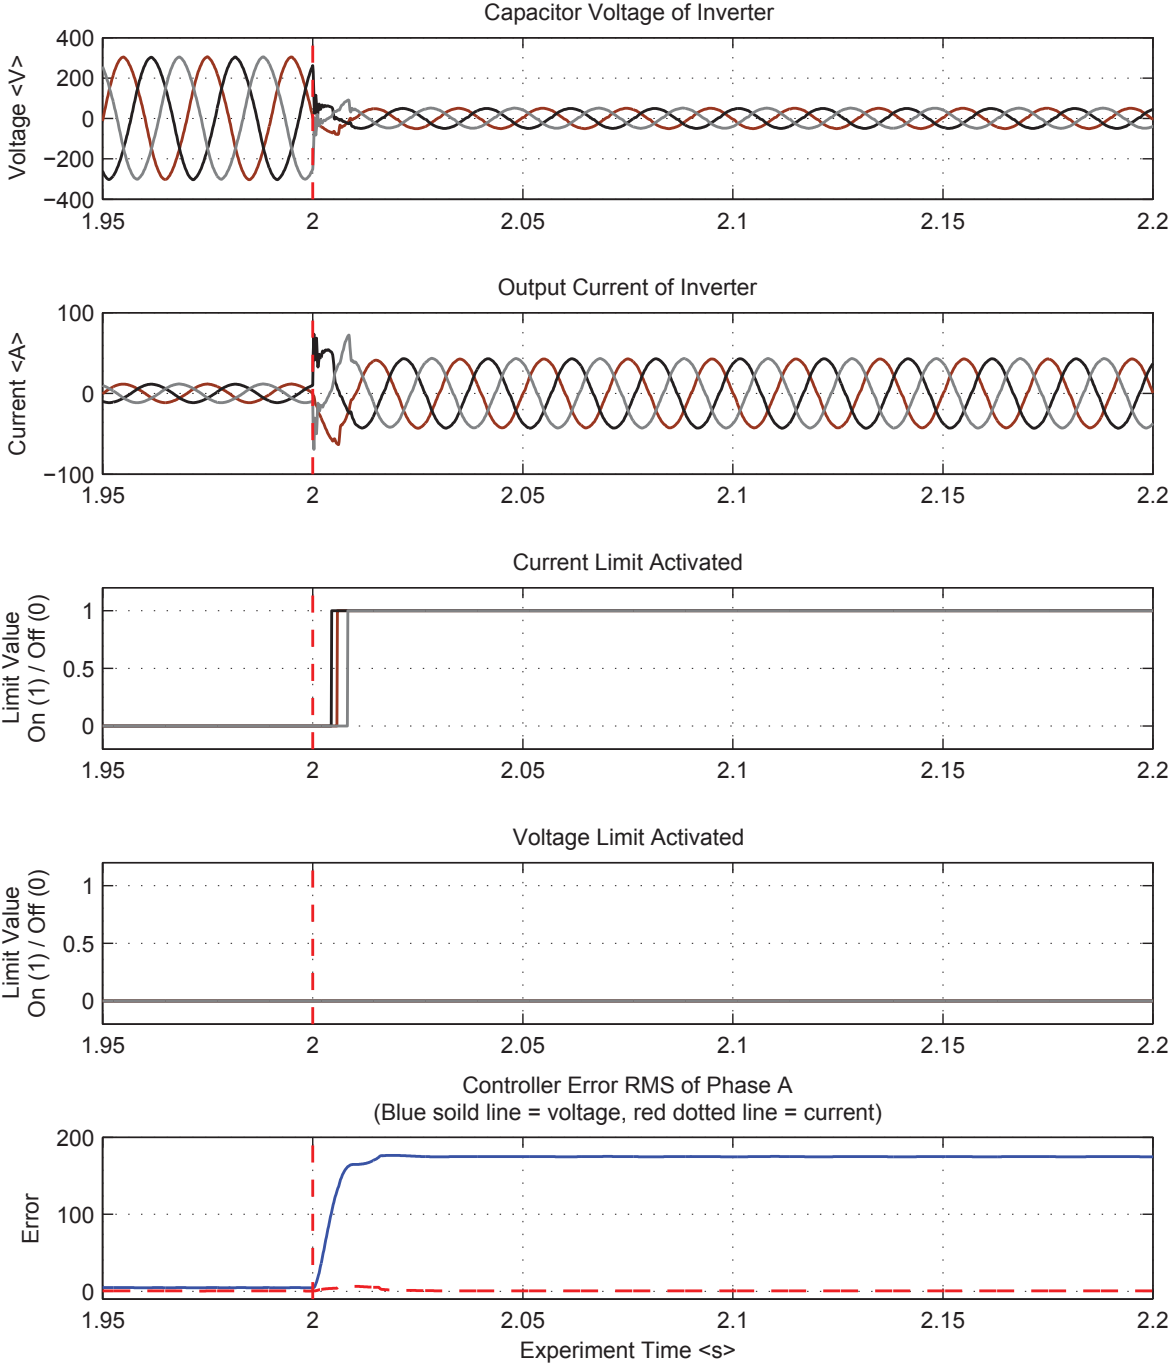 Capacitor Voltage of Inverter
Voltage <V>
400
200
0
−200
−400
1.95 2 2.05 2.1 2.15 2.2
Output Current of Inverter
Current <A>
100
0
−100
1.95 2 2.05 2.1 2.15 2.2
Current Limit Activated
Limit Value
On (1) / Off (0)
1
0.5
0
1.95 2 2.05 2.1 2.15 2.2
Voltage Limit Activated
Limit Value
On (1) / Off (0)
1
0.5
0
1.95 2 2.05 2.1 2.15 2.2
Controller Error RMS of Phase A
(Blue soild line = voltage, red dotted line = current)
Error
200
100
0
1.95 2 2.05 2.1 2.15 2.2
Experiment Time <s>